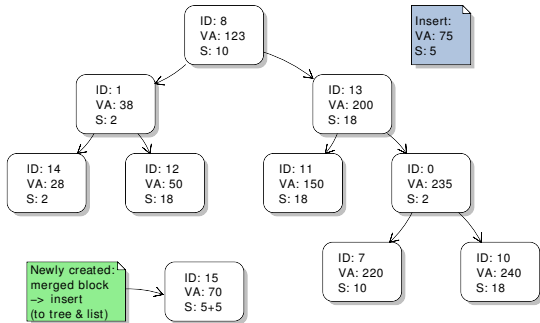 ID: 8
VA: 123
S: 10
Insert:
VA: 75
S: 5
ID: 1
VA: 38
S: 2
ID: 13
VA: 200
S: 18
ID: 14
VA: 28
S: 2
ID: 12
VA: 50
S: 18
ID: 11
VA: 150
S: 18
ID: 0
VA: 235
S: 2
ID: 7
VA: 220
S: 10
ID: 10
VA: 240
S: 18
Newly created:
merged block
–> insert
(to tree & list)
ID: 15
VA: 70
S: 5+5